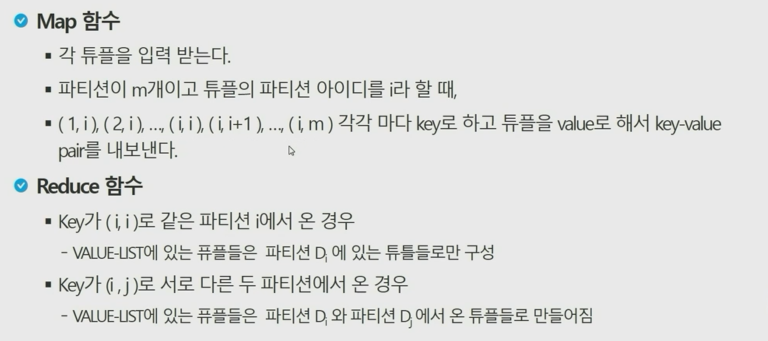 Map 함수
각 튜플을 입력 받는다.
파티션이 m개이고 튜플의 파티션 아이디를 i라 할 때,
( 1, i ), ( 2, i ), …, ( i, i ), ( i, i+1 ), …, ( i, m ) 각각 마다 key로 하고 튜플을 value로 해서 key-value
pair를 내보낸다.
Reduce 함수
Key가 ( i, i )로 같은 파티션 i에서 온 경우
- VALUE-LIST에 있는 퓨플들은 파티션 Di 에 있는 튜틀들로만 구성
Key가 (i , j )로 서로 다른 두 파티션에서 온 경우
- VALUE-LIST에 있는 퓨플들은 파티션 Di 와 파티션 Dj 에서 온 튜플들로 만들어짐